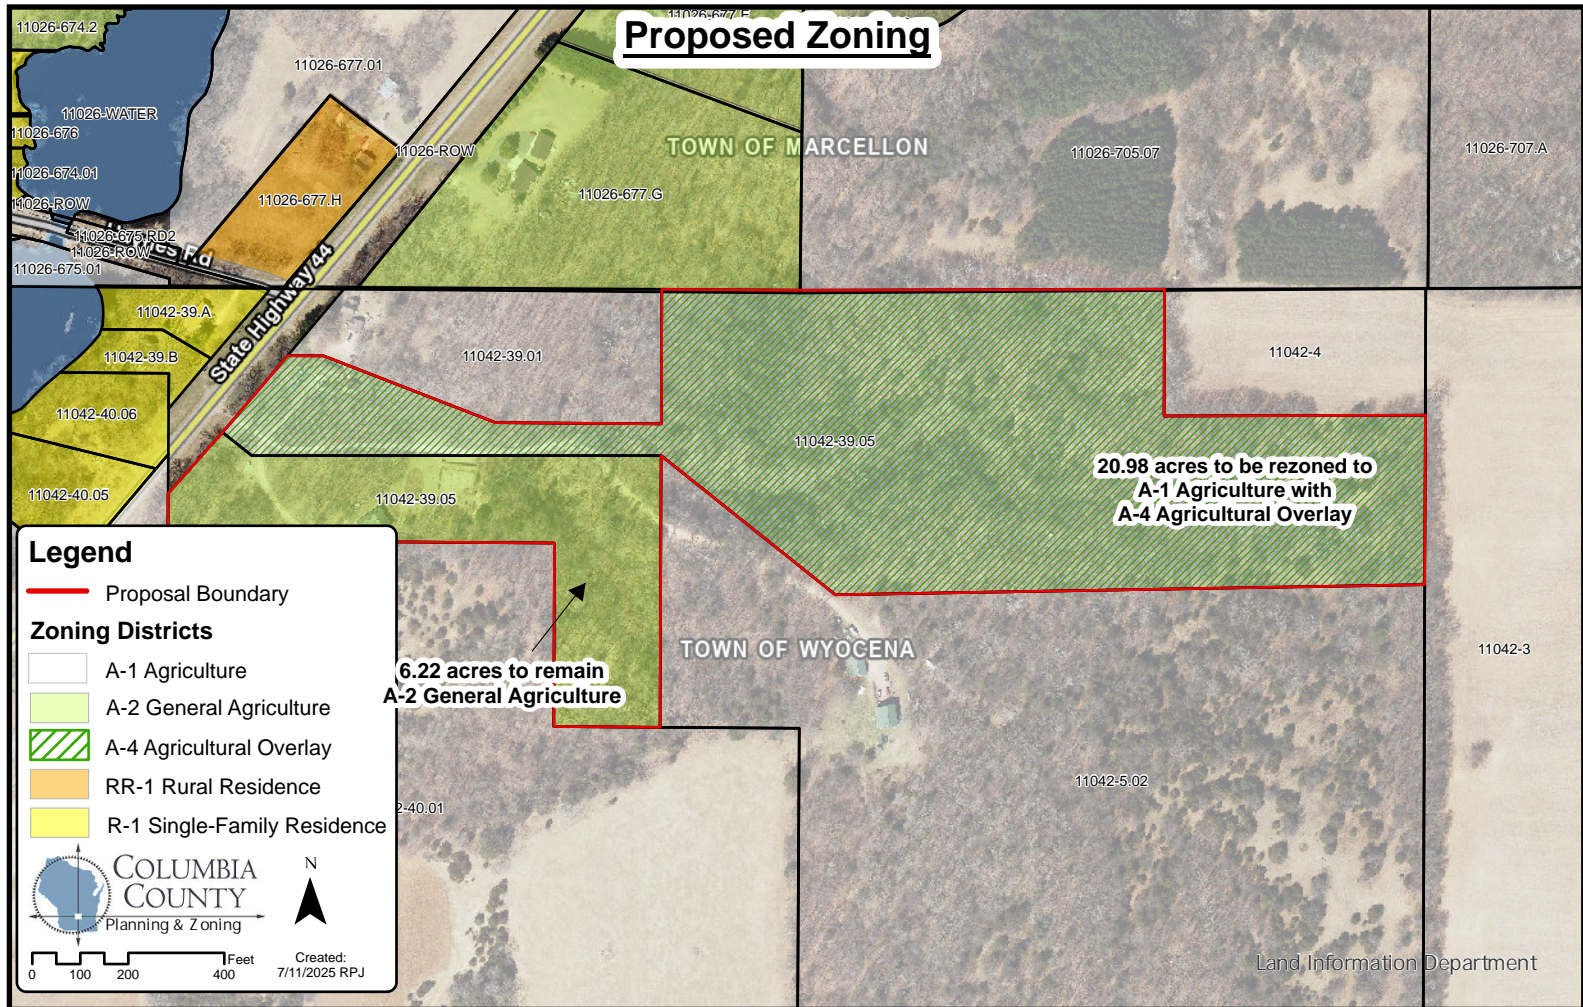 Proposed Zoning
11026-674.2
11026-677.F
11026-677.01
11026-WATER
11026-676
11026-ROW
TOWN OF MARCELLON
11026-705.07
11026-707.A
11026-674.01
11026-677.H
11026-677.G
11026-ROW
11026-675.RD2
11026-ROW
Rd
11026-675.01
State Highway 44
11042-39.A
11042-39.B
11042-39.01
11042-4
11042-40.06
11042-39.05
20.98 acres to be rezoned to
A-1 Agriculture with
A-4 Agricultural Overlay
11042-40.05
11042-39.05
Legend
Proposal Boundary
Zoning Districts
A-1 Agriculture
A-2 General Agriculture
A-4 Agricultural Overlay
RR-1 Rural Residence
R-1 Single-Family Residence
6.22 acres to remain
A-2 General Agriculture
TOWN OF WYOCENA
11042-3
11042-5.02
2-40.01
COLUMBIA
COUNTY
Planning & Zoning
N
Feet
0 100 200 400
Created:
7/11/2025 RPJ
Land Information Department